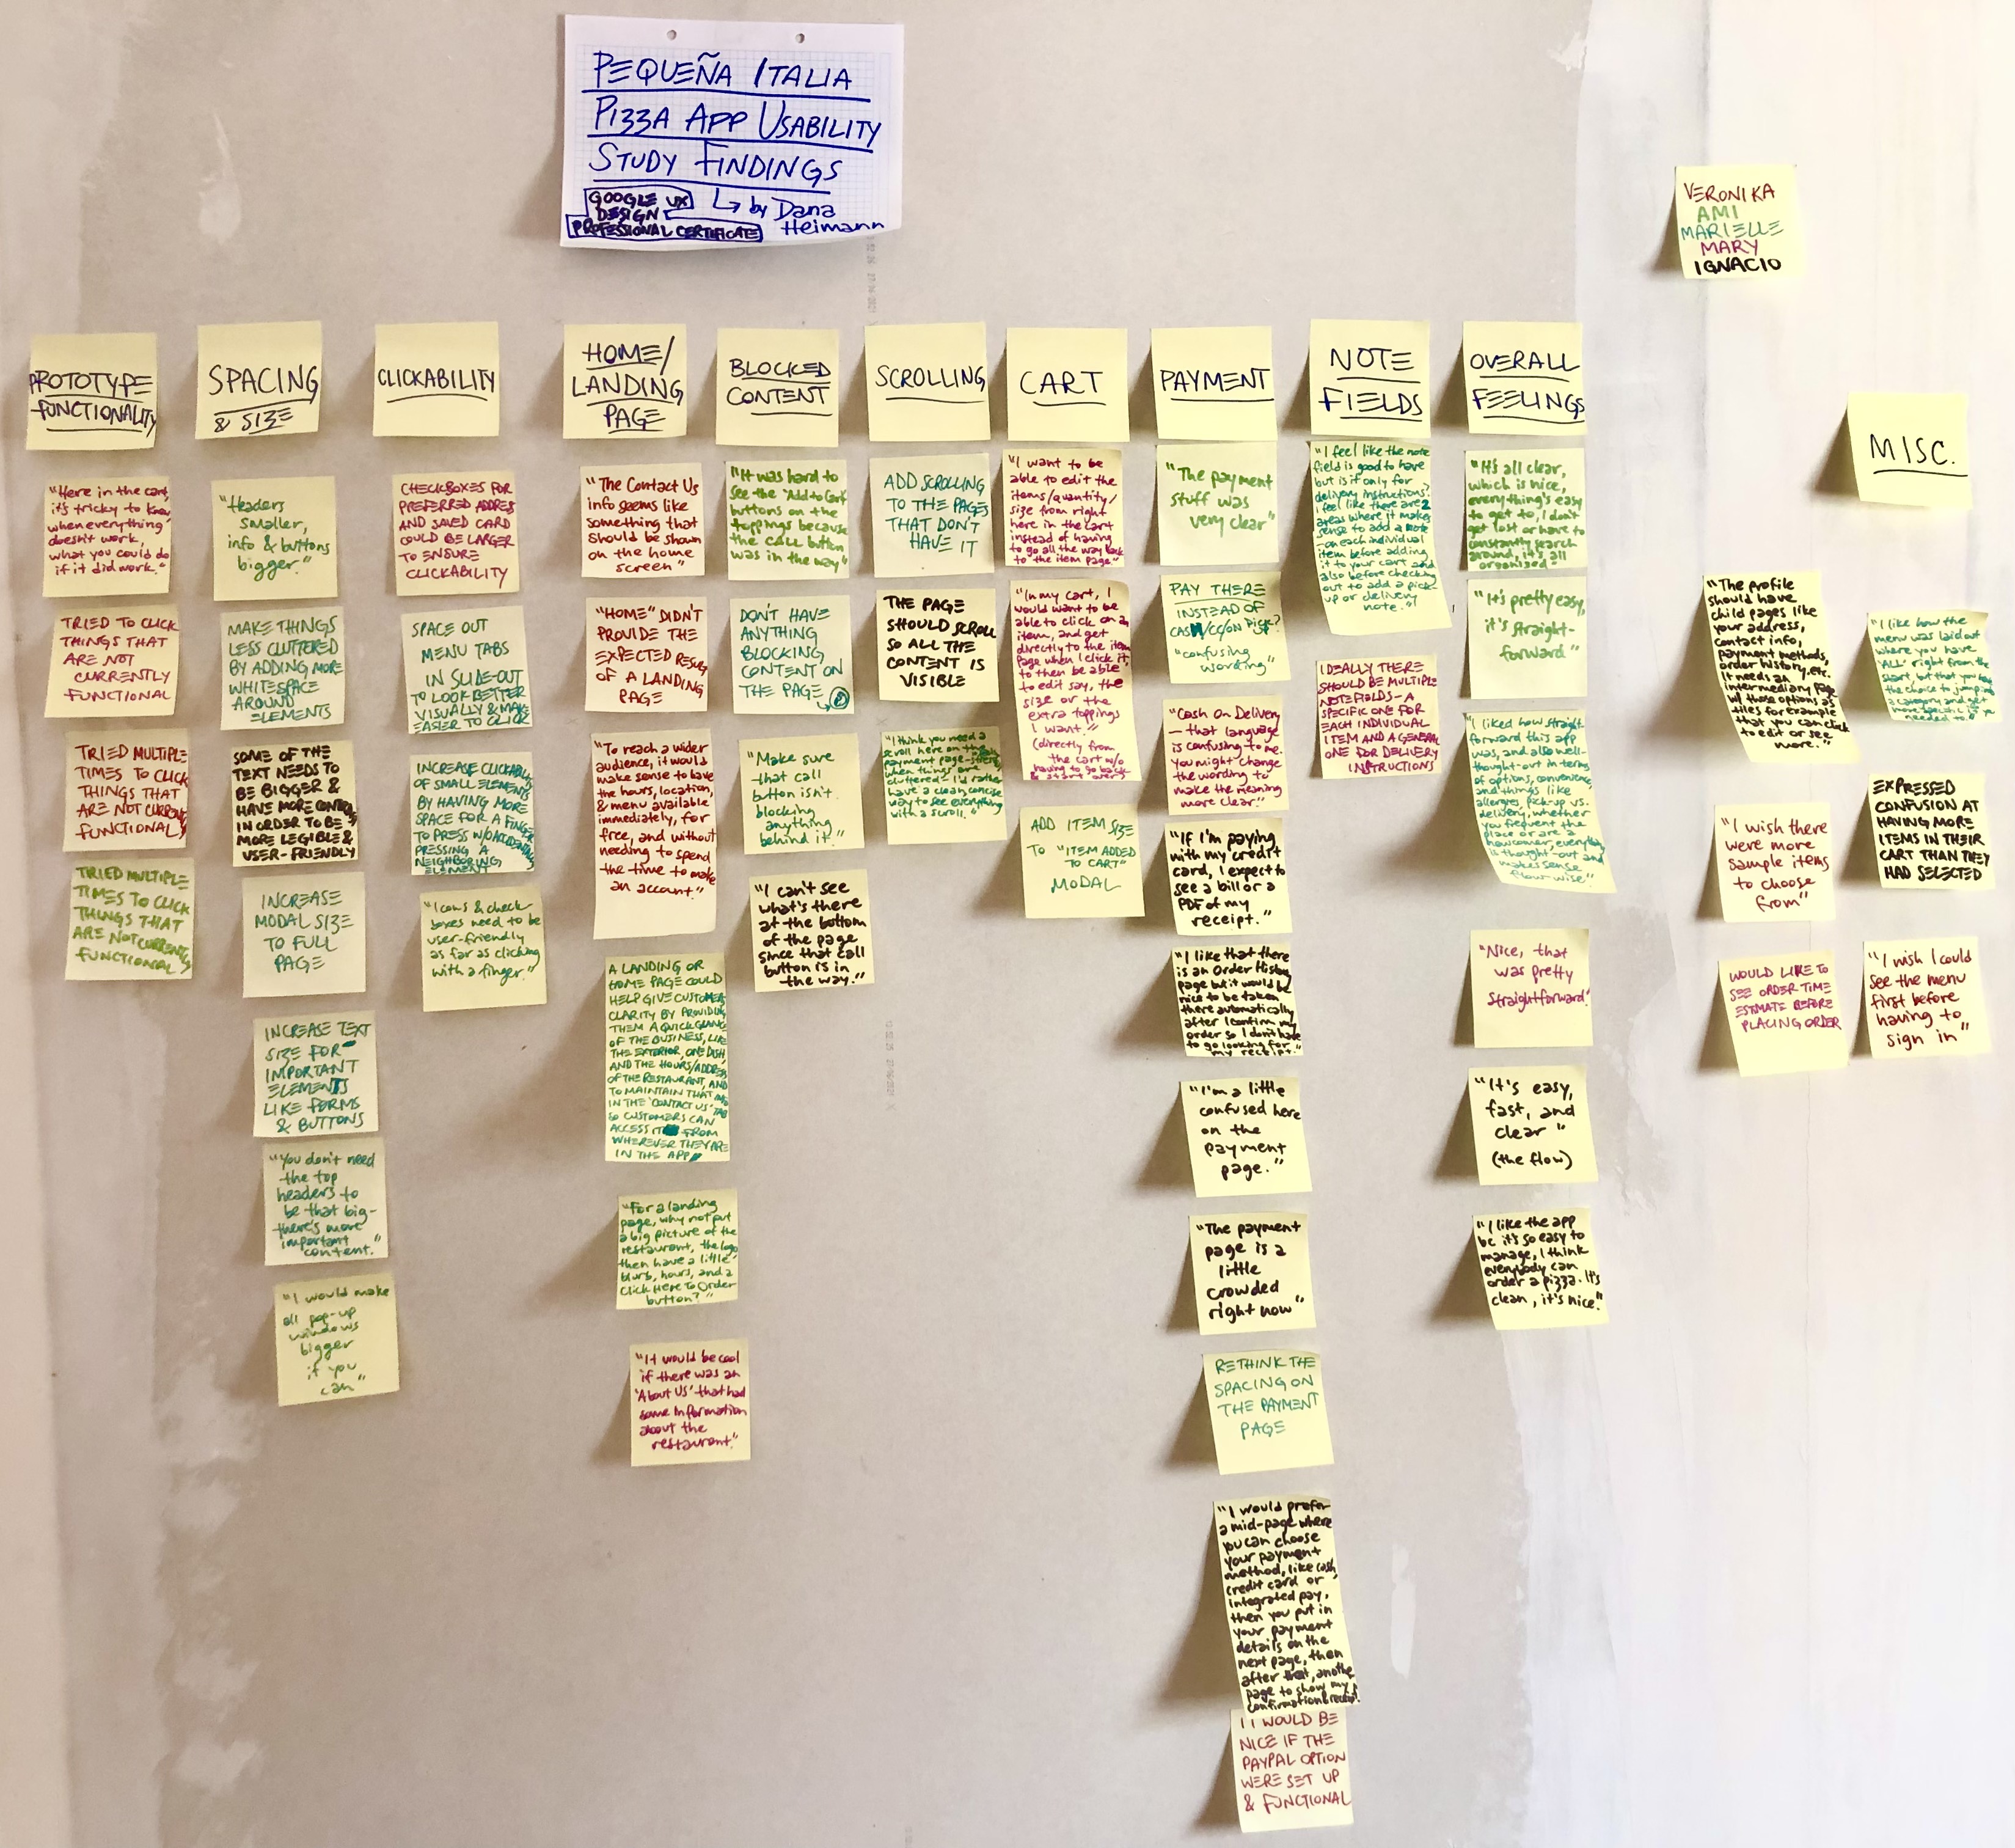 PEQUEÑA ITALIA
PIZZA APP USABILITY
STUDY FINDINGS
GOOGLE UX
DESIGN
PROFESSIONAL CERTIFICATE
↳ by Dana
Heimann
VERONIKA
AMI
MARIELLE
MARY
IGNACIO
PROTOTYPE
FUNCTIONALITY
"Here in the cart,
it's tricky to know
when everything
doesn't work,
what you could do
if it did work."
TRIED TO CLICK
THINGS THAT
ARE NOT
CURRENTLY
FUNCTIONAL
TRIED MULTIPLE
TIMES TO CLICK
THINGS THAT
ARE NOT CURRENTLY
FUNCTIONAL
TRIED MULTIPLE
TIMES TO CLICK
THINGS THAT
ARE NOT CURRENTLY
FUNCTIONAL
SPACING
& SIZE
"Headers
smaller,
info & buttons
bigger."
MAKE THINGS
LESS CLUTTERED
BY ADDING MORE
WHITESPACE
AROUND
ELEMENTS
SOME OF THE
TEXT NEEDS TO
BE BIGGER &
HAVE MORE CONTRAST
IN ORDER TO BE
MORE LEGIBLE &
USER-FRIENDLY
INCREASE
MODAL SIZE
TO FULL
PAGE
INCREASE TEXT
SIZE FOR
IMPORTANT
ELEMENTS
LIKE FORMS
& BUTTONS
"You don't need
the top
headers to
be that big-
there's more
important
content."
"I would make
all pop-up
windows
bigger
if you
can"
CLICKABILITY
CHECKBOXES FOR
PREFERRED ADDRESS
AND SAVED CARD
COULD BE LARGER
TO ENSURE
CLICKABILITY
SPACE OUT
MENU TABS
IN SLIDE-OUT
TO LOOK BETTER
VISUALLY & MAKE
EASIER TO CLICK
INCREASE CLICKABILITY
OF SMALL ELEMENTS
BY HAVING MORE
SPACE FOR A FINGER
TO PRESS W/O ACCIDENTALLY
PRESSING A
NEIGHBORING
ELEMENT
"Icons & check
boxes need to be
user-friendly
as far as clicking
with a finger."
HOME/
LANDING
PAGE
"The Contact Us
info seems like
something that
should be shown
on the home
screen"
"HOME" DIDN'T
PROVIDE THE
EXPECTED RESULT
OF A LANDING
PAGE
"To reach a wider
audience, it would
make sense to have
the hours, location,
& menu available
immediately, for
free, and without
needing to spend
the time to make
an account."
A LANDING OR
HOME PAGE COULD
HELP GIVE CUSTOMERS
CLARITY BY PROVIDING
THEM A QUICK GLANCE
OF THE BUSINESS, LIKE
THE EXTERIOR, ONE DISH,
AND THE HOURS/ADDRESS
OF THE RESTAURANT, AND
TO MAINTAIN THAT INFO
IN THE 'CONTACT US' TAB
SO CUSTOMERS CAN
ACCESS IT FROM
WHEREVER THEY ARE
IN THE APP
"For a landing
page, why not put
a big picture of the
restaurant, the logo
then have a little
blurb, hours, and a
Click Here To Order
button?"
"It would be cool
if there was an
'About Us' that had
some information
about the
restaurant."
BLOCKED
CONTENT
"It was hard to
see the 'Add to Cart'
buttons on the
toppings because
the call button
was in the way"
DON'T HAVE
ANYTHING
BLOCKING
CONTENT ON
THE PAGE
"Make sure
that call
button isn't
blocking
anything
behind it."
"I can't see
what's there
at the bottom
of the page
since that call
button is in
the way."
SCROLLING
ADD SCROLLING
TO THE PAGES
THAT DON'T
HAVE IT
THE PAGE
SHOULD SCROLL
SO ALL THE
CONTENT IS
VISIBLE
"I think you need a
scroll here on the
payment page-
when things are
cluttered- I'd rather
have a clean, concise
way to see everything
with a scroll."
CART
"I want to be
able to edit the
items/quantity/
size from right
here in the cart
instead of having
to go all the way back
to the item page"
"In my cart, I
would want to be
able to click on an
item, and get
directly to the item
page when I click it,
to then be able
to edit say, the
size or the
extra toppings
I want."
(directly from
the cart w/o
having to go back
& start over)
ADD ITEM SIZE
TO "ITEM ADDED
TO CART"
MODAL
PAYMENT
"The payment
stuff was
very clear"
PAY THERE
INSTEAD OF
CASH/CC/ON PICK?
"confusing
wording"
"Cash On Delivery
- that language
is confusing to me.
You might change
the wording to
make the meaning
more clear."
"If I'm paying
with my credit
card, I expect to
see a bill or a
PDF of my
receipt."
"I like that there
is an Order History
page but it would be
nice to be taken
there automatically
after I confirm my
order so I don't have
to go looking for
my receipt."
"I'm a little
confused here
on the
payment
page."
"The payment
page is a
little
crowded
right now"
RETHINK THE
SPACING ON
THE PAYMENT
PAGE
"I would prefer
a mid-page where
you can choose
your payment
method, like cash,
credit card or
integrated pay,
then you put in
your payment
details on the
next page, then
after that, another
page to show my
confirmation & receipt."
IT WOULD BE
NICE IF THE
PAYPAL OPTION
WERE SET UP
& FUNCTIONAL
NOTE
FIELDS
"I feel like the note
field is good to have
but is it only for
delivery instructions?
I feel like there are 2
areas where it makes
sense to add a note
- on each individual
item before adding
it to your cart and
also before checking
out to add a pick-
up or delivery
note."
IDEALLY THERE
SHOULD BE MULTIPLE
NOTE FIELDS - A
SPECIFIC ONE FOR
EACH INDIVIDUAL
ITEM AND A GENERAL
ONE FOR DELIVERY
INSTRUCTIONS
OVERALL
FEELINGS
"It's all clear,
which is nice,
everything's easy
to get to, I don't
get lost or have to
constantly search
around, it's all
organised"
"It's pretty easy,
it's straight-
forward"
"I liked how straight-
forward this app
was, and also well-
thought-out in terms
of options, convenience,
and things like
allergies, pick-up vs.
delivery, whether
you frequent the
place or are a
newcomer, everything
is thought-out and
makes sense
flow-wise"
"Nice, that
was pretty
straightforward"
"It's easy,
fast, and
clear"
(the flow)
"I like the app
bc it's so easy to
manage, I think
everybody can
order a pizza. It's
clean, it's nice."
MISC.
"The profile
should have
child pages like
your address,
contact info,
payment methods,
order history, etc.
It needs an
intermediary page
w/ those options as
tiles for example
that you can click
to edit or see
more."
"I like how the
menu was laid out
where you have
'ALL' right from the
start, but that you have
the choice to jump into
a category and get
more specific if you
needed to"
"I wish there
were more
sample items
to choose
from"
EXPRESSED
CONFUSION AT
HAVING MORE
ITEMS IN THEIR
CART THAN THEY
HAD SELECTED
WOULD LIKE TO
SEE ORDER TIME
ESTIMATE BEFORE
PLACING ORDER
"I wish I could
see the menu
first before
having to
sign in"